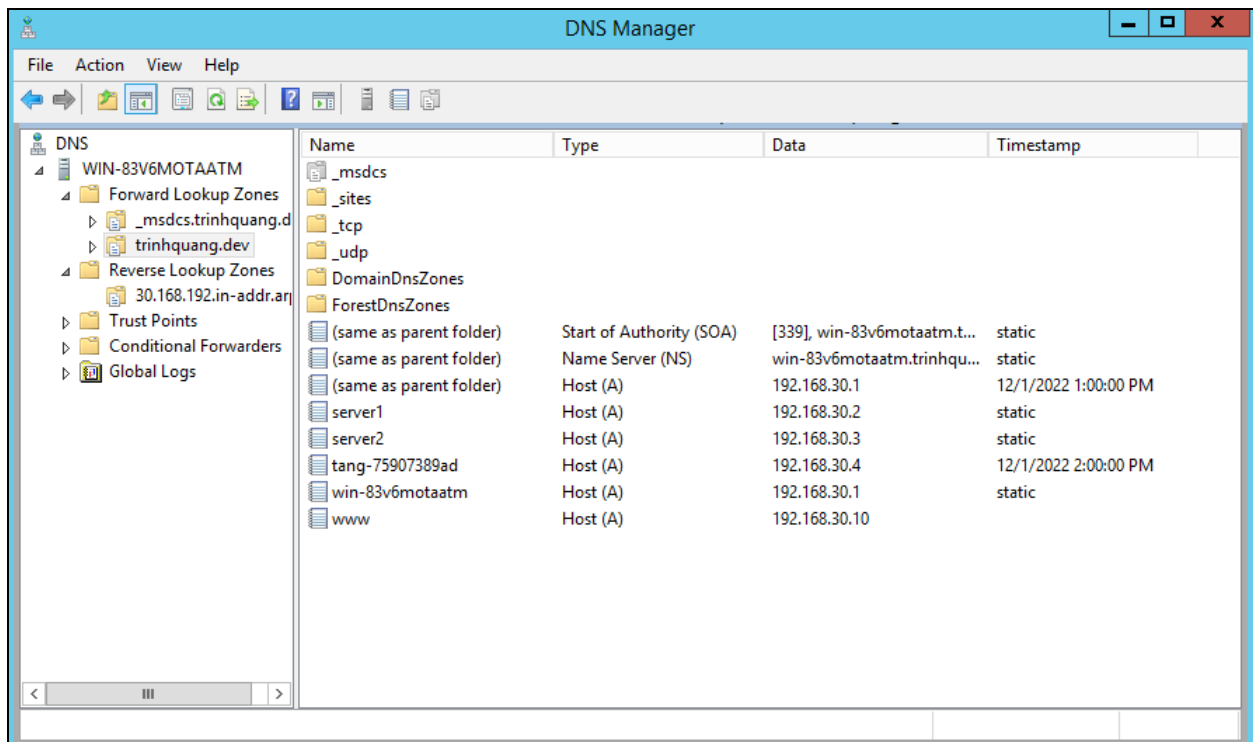 DNS Manager
File Action View Help
DNS
WIN-83V6MOTAATM
Forward Lookup Zones
_msdcs.trinhquang.d
trinhquang.dev
Reverse Lookup Zones
30.168.192.in-addr.arp
Trust Points
Conditional Forwarders
Global Logs
Name Type Data Timestamp
_msdcs
_sites
_tcp
_udp
DomainDnsZones
ForestDnsZones
(same as parent folder) Start of Authority (SOA) [339], win-83v6motaatm.t... static
(same as parent folder) Name Server (NS) win-83v6motaatm.trinhqu... static
(same as parent folder) Host (A) 192.168.30.1 12/1/2022 1:00:00 PM
server1 Host (A) 192.168.30.2 static
server2 Host (A) 192.168.30.3 static
tang-75907389ad Host (A) 192.168.30.4 12/1/2022 2:00:00 PM
win-83v6motaatm Host (A) 192.168.30.1 static
www Host (A) 192.168.30.10